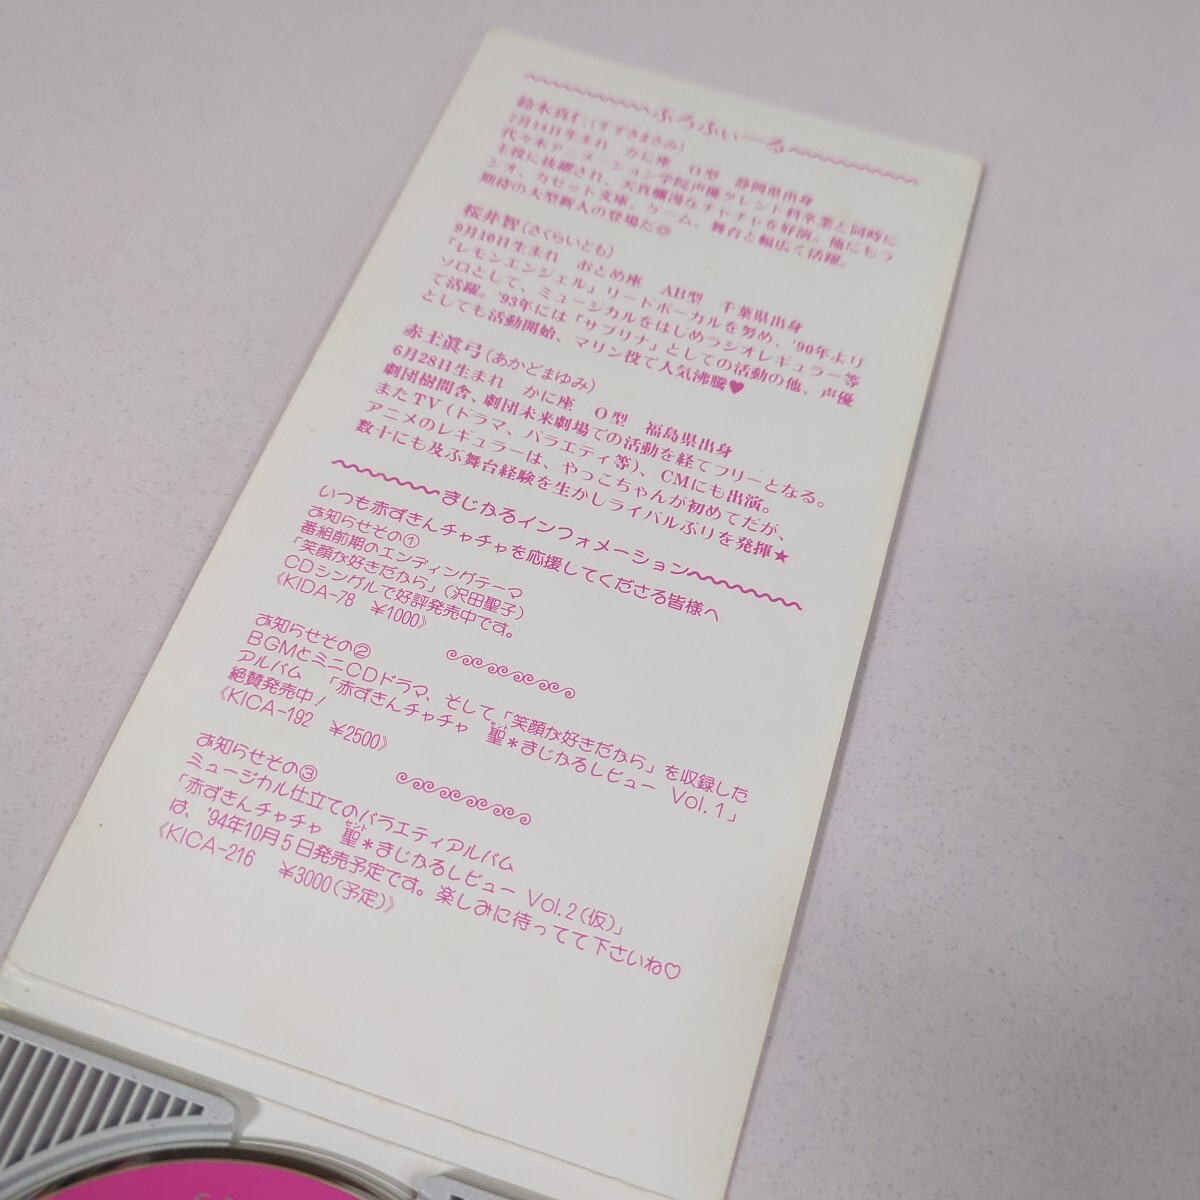 ぷろふぃーる
鈴木真仁(すずきまさみ)
7月14日生まれ　かに座　O型　静岡県出身
代々木アニメーション学院声優タレント科卒業と同時に
主役に抜擢され、天真爛漫なチャチャを好演。他にもラ
ジオ、カセット文庫、ゲーム、舞台と幅広く活躍。
期待の大型新人の登場だ◎
桜井智(さくらいとも)
9月10日生まれ　おとめ座　AB型　千葉県出身
「レモンエンジェル」リードボーカルを努め、'90年より
ソロとして、ミュージカルをはじめラジオレギュラー等
で活躍。'93年には「サブリナ」としての活動の他、声優
としても活動開始、マリン役で人気沸騰♥
赤土眞弓(あかどまゆみ)
6月28日生まれ　かに座　O型　福島県出身
劇団樹間舎、劇団未来劇場での活動を経てフリーとなる。
またTV(ドラマ、バラエティ等)、CMにも出演。
アニメのレギュラーは、やっこちゃんが初めてだが、
数十にも及ぶ舞台経験を生かしライバルぶりを発揮★
まじかるインフォメーション
いつも赤ずきんチャチャを応援してくださる皆様へ
お知らせその①
番組前期のエンディングテーマ
「笑顔が好きだから」(沢田聖子)
CDシングルで好評発売中です。
《KIDA-78　¥1000》
お知らせその②
BGMとミニCDドラマ、そして「笑顔が好きだから」を収録した
アルバム　「赤ずきんチャチャ　聖*まじかるレビュー　Vol.1」
セント
絶賛発売中!
《KICA-192　¥2500》
お知らせその③
ミュージカル仕立てのバラエティアルバム
「赤ずきんチャチャ　聖*まじかるレビュー　Vol.2(仮)」
セント
は、'94年10月5日発売予定です。楽しみに待ってて下さいね♡
《KICA-216　¥3000(予定)》